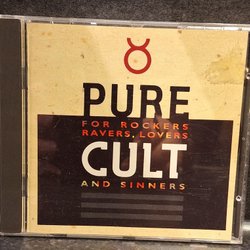 PURE
FOR ROCKERS
RAVERS, LOVERS
CULT
AND SINNERS